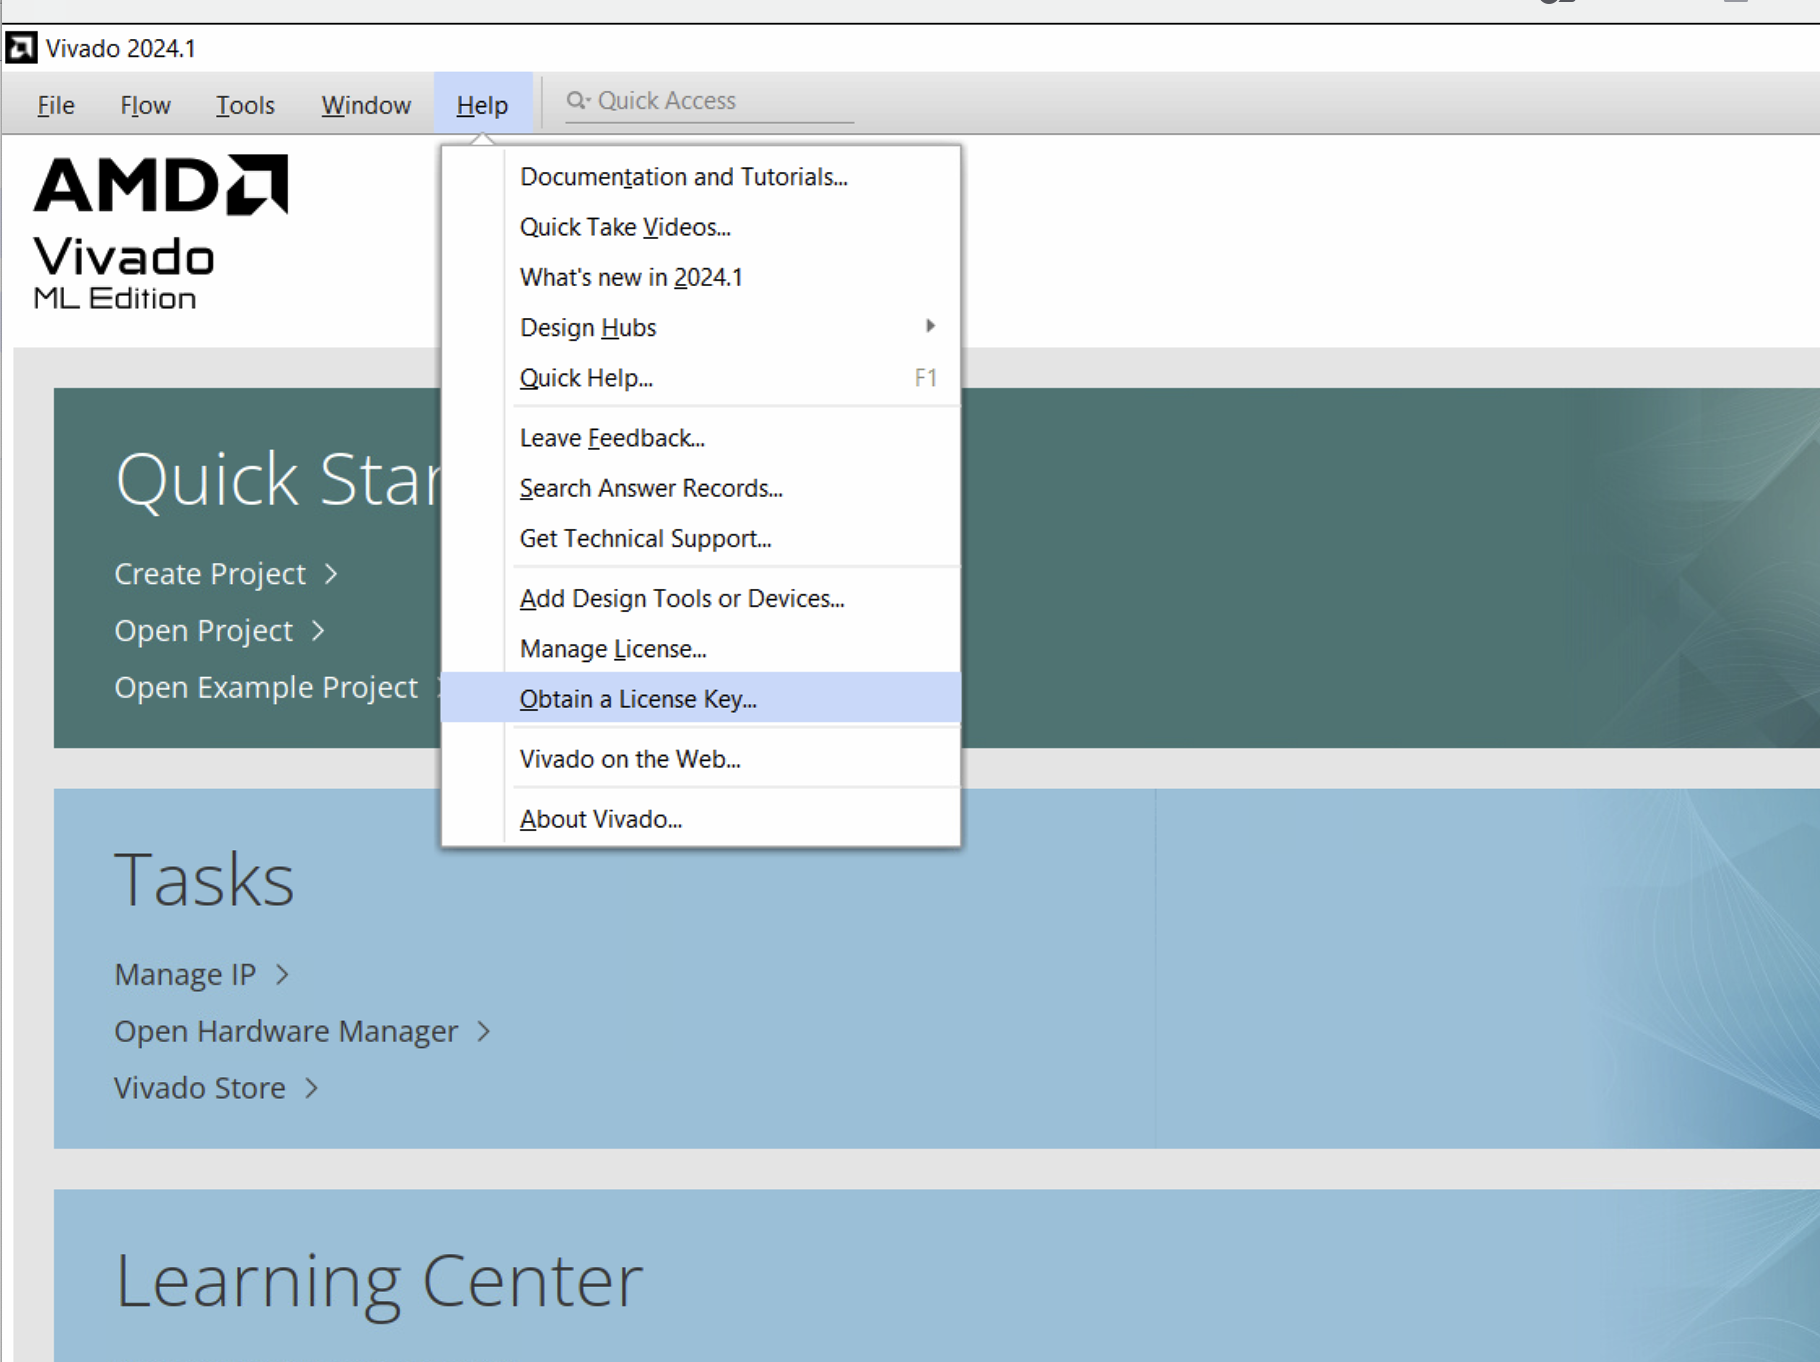 Vivado 2024.1
File Flow Tools Window Help Quick Access
AMD
Vivado
ML Edition
Documentation and Tutorials...
Quick Take Videos...
What's new in 2024.1
Design Hubs
Quick Help... F1
Leave Feedback...
Search Answer Records...
Get Technical Support...
Add Design Tools or Devices...
Manage License...
Obtain a License Key...
Vivado on the Web...
About Vivado...
Quick Star
Create Project
Open Project
Open Example Project
Tasks
Manage IP
Open Hardware Manager
Vivado Store
Learning Center